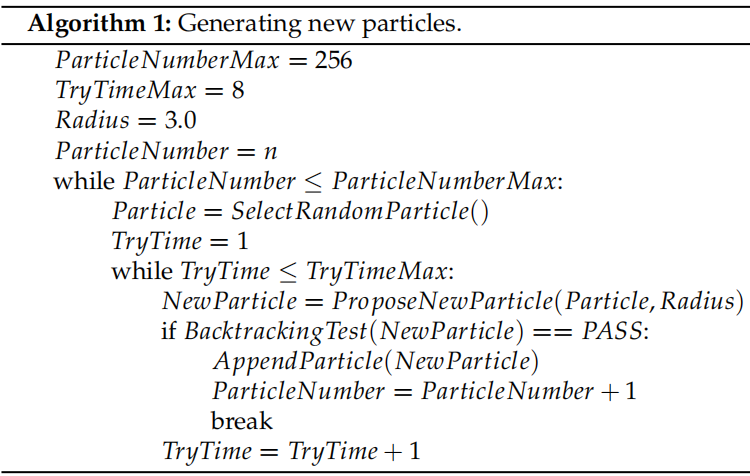 Algorithm 1: Generating new particles.
ParticleNumberMax = 256
TryTimeMax = 8
Radius = 3.0
ParticleNumber = n
while ParticleNumber ≤ ParticleNumberMax:
Particle = SelectRandomParticle()
TryTime = 1
while TryTime ≤ TryTimeMax:
NewParticle = ProposeNewParticle(Particle, Radius)
if BacktrackingTest(NewParticle) == PASS:
AppendParticle(NewParticle)
ParticleNumber = ParticleNumber + 1
break
TryTime = TryTime + 1